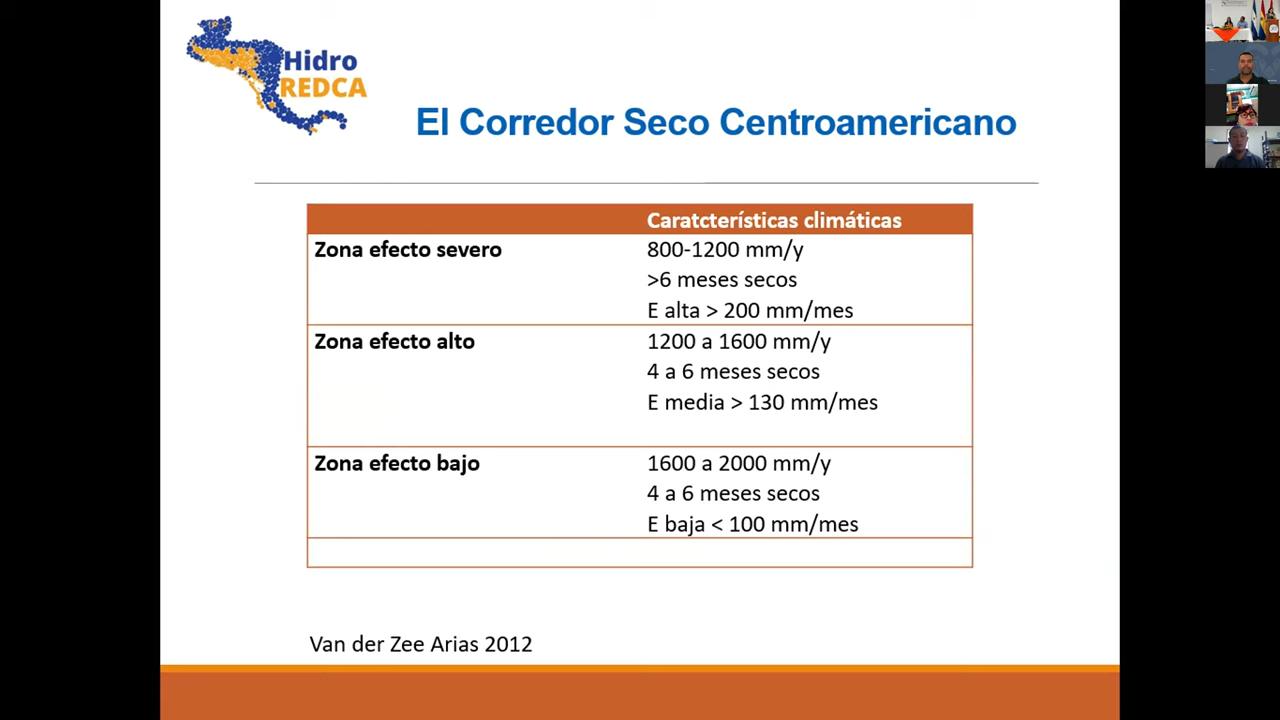 Hidro
REDCA
El Corredor Seco Centroamericano
Caratcterísticas climáticas
Zona efecto severo
800-1200 mm/y
>6 meses secos
E alta > 200 mm/mes
Zona efecto alto
1200 a 1600 mm/y
4 a 6 meses secos
E media > 130 mm/mes
Zona efecto bajo
1600 a 2000 mm/y
4 a 6 meses secos
E baja < 100 mm/mes
Van der Zee Arias 2012